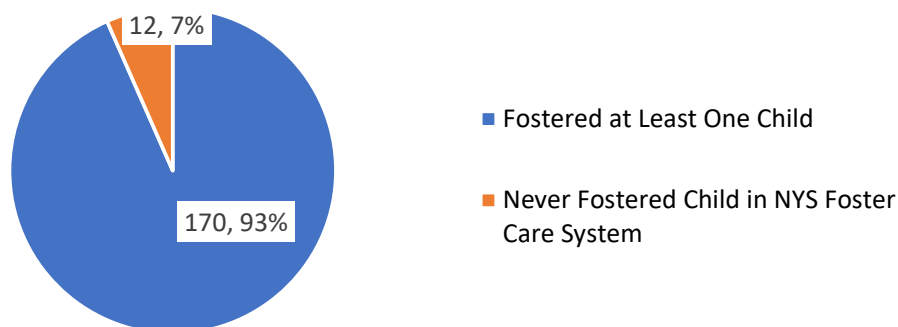 12, 7%
170, 93%
Fostered at Least One Child
Never Fostered Child in NYS Foster
Care System